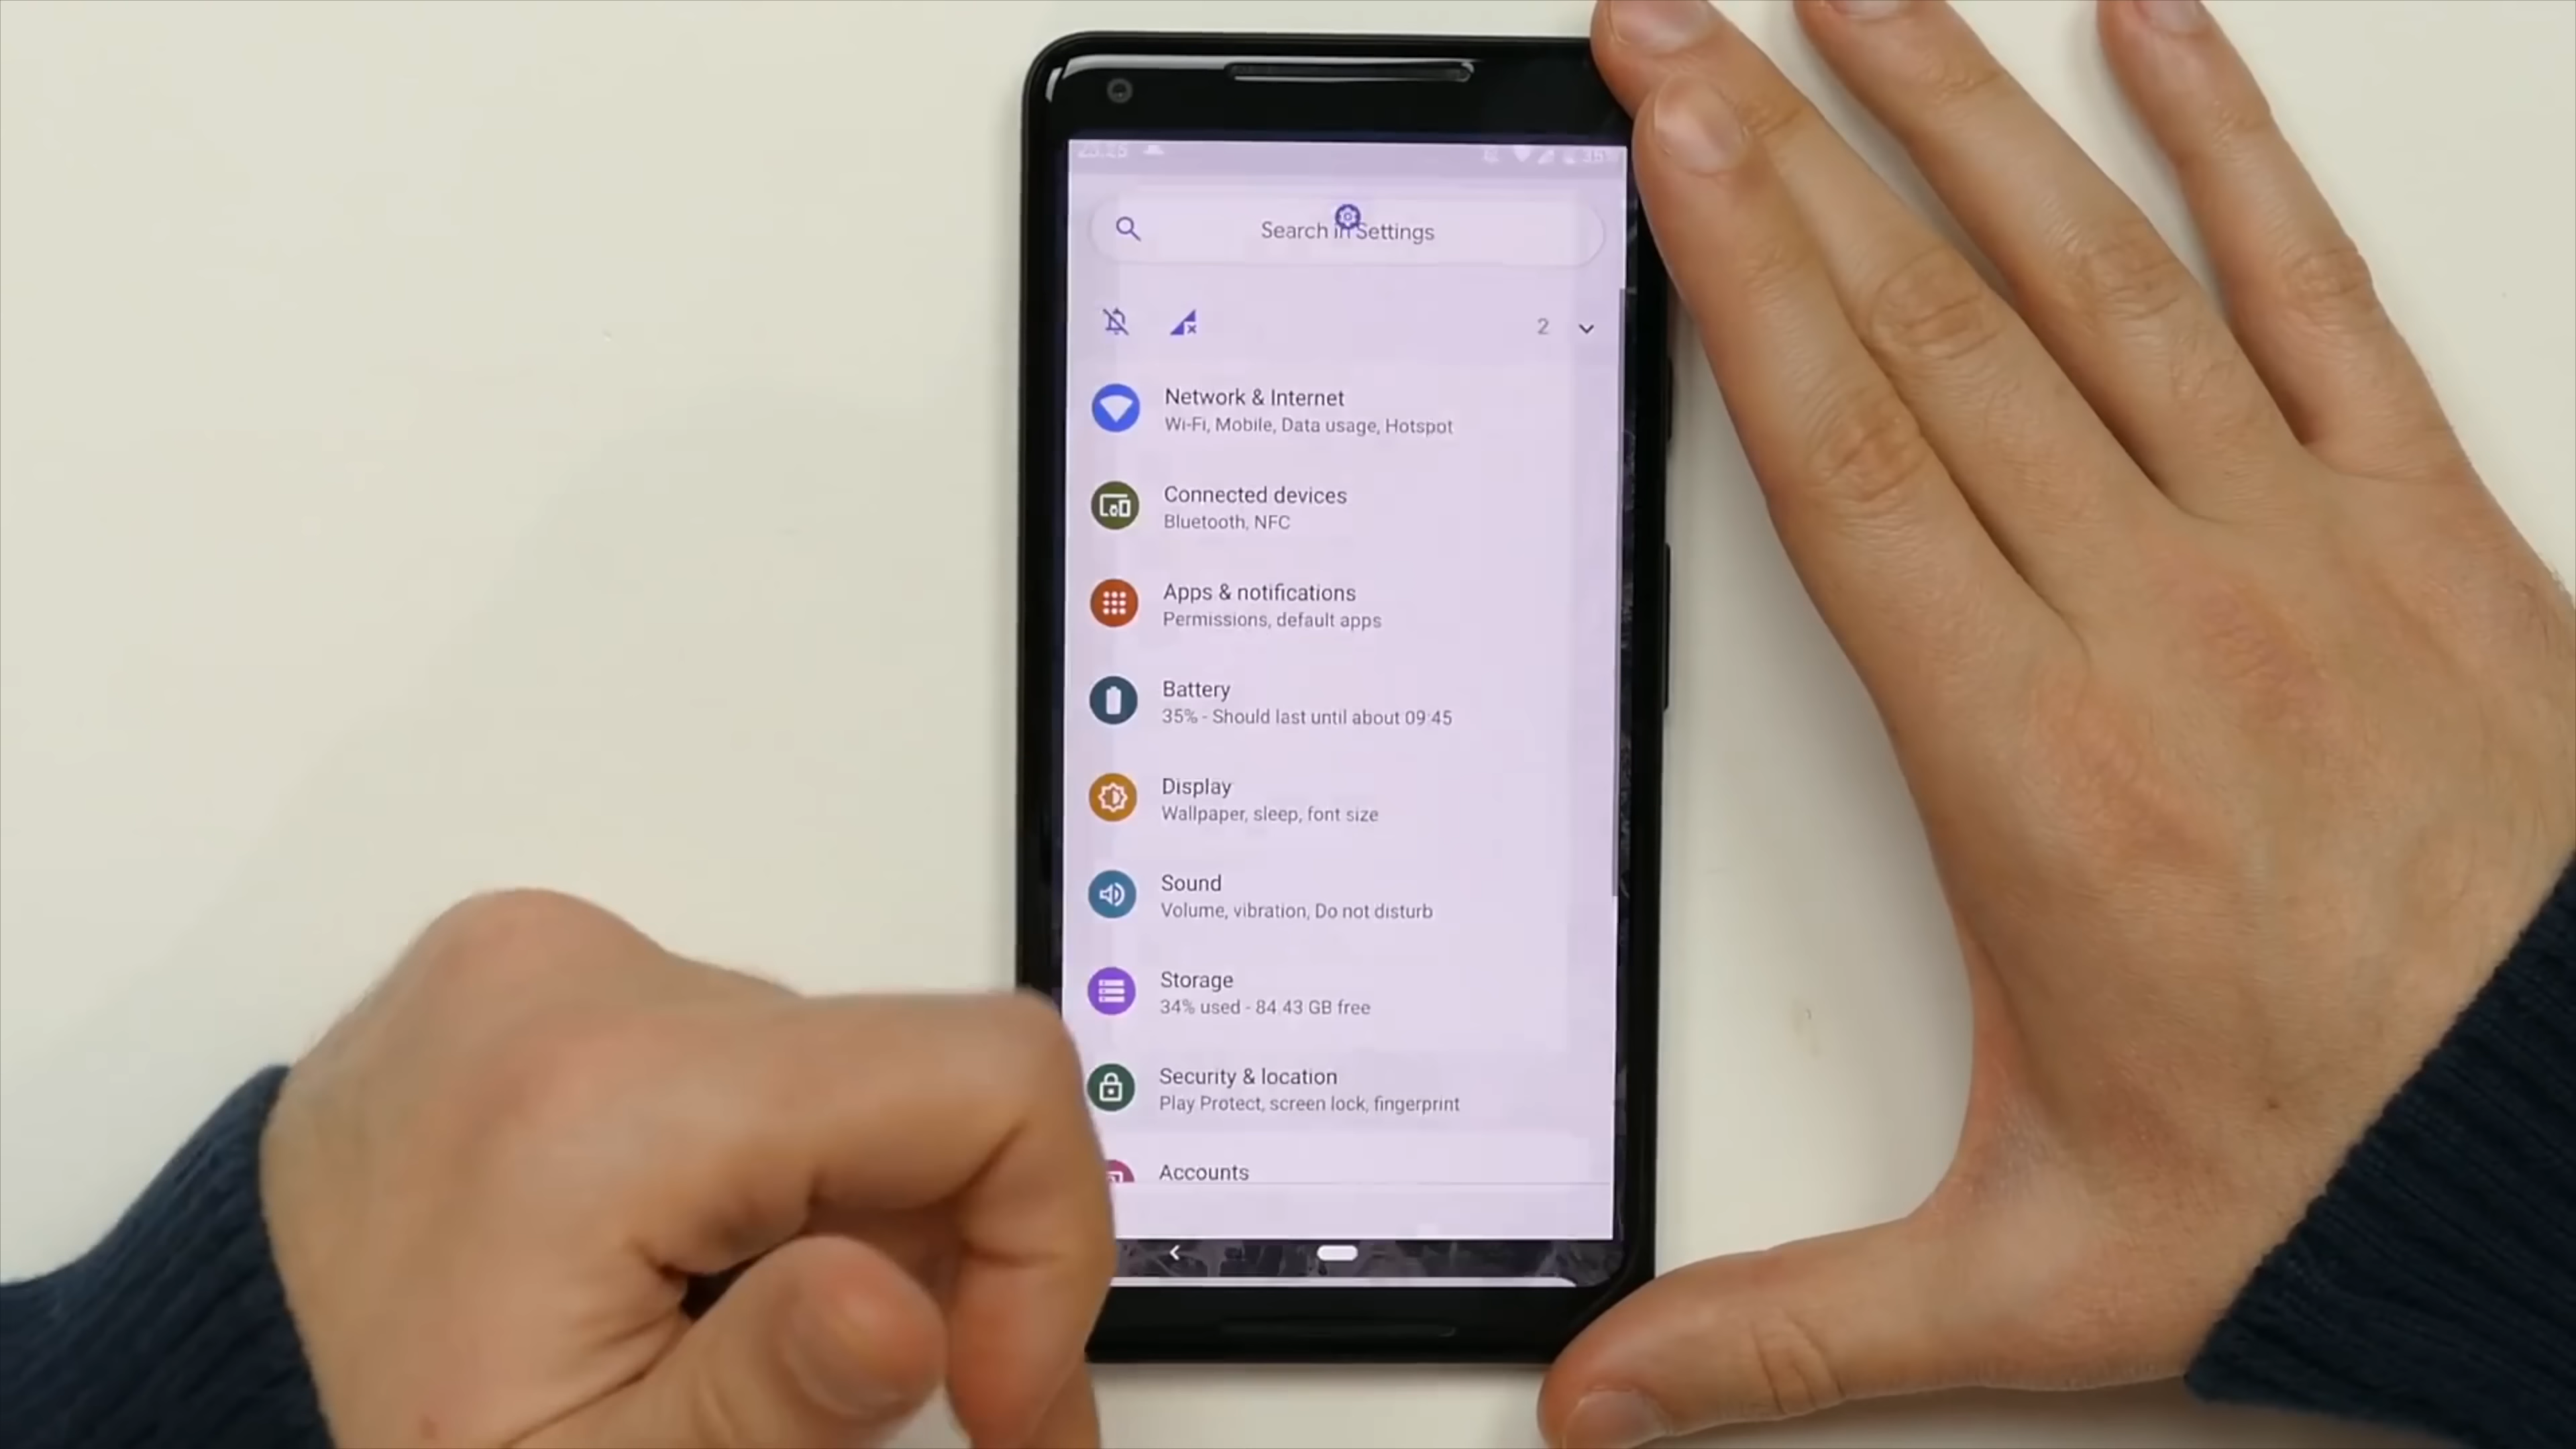 35%
Search in Settings
2
Network & Internet
Wi-Fi, Mobile, Data usage, Hotspot
Connected devices
Bluetooth, NFC
Apps & notifications
Permissions, default apps
Battery
35% - Should last until about 09:45
Display
Wallpaper, sleep, font size
Sound
Volume, vibration, Do not disturb
Storage
34% used - 84.43 GB free
Security & location
Play Protect, screen lock, fingerprint
Accounts